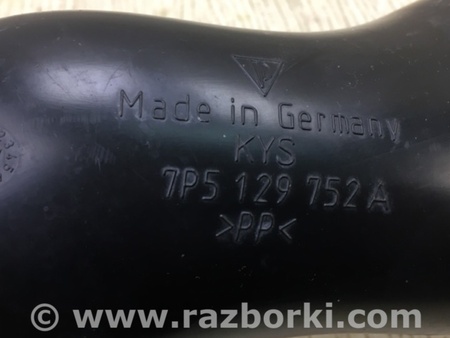 Made in Germany
KYS
7P5 129 752 A
>PP<
© www.razborki.com